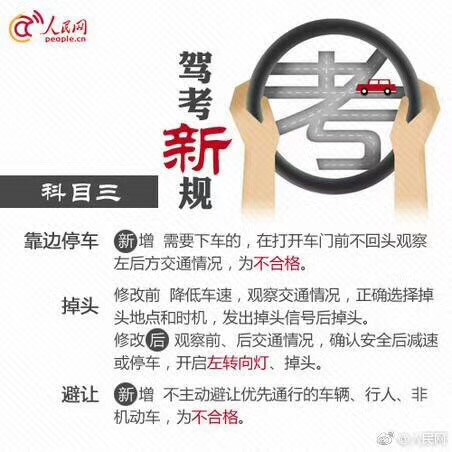 人民网
people.cn
驾考新规
考
科目三
靠边停车 新增 需要下车的，在打开车门前不回头观察
左后方交通情况，为不合格。
掉头 修改前 降低车速，观察交通情况，正确选择掉
头地点和时机，发出掉头信号后掉头。
修改后 观察前、后交通情况，确认安全后减速
或停车，开启左转向灯、掉头。
避让 新增 不主动避让优先通行的车辆、行人、非
机动车，为不合格。
@人民网